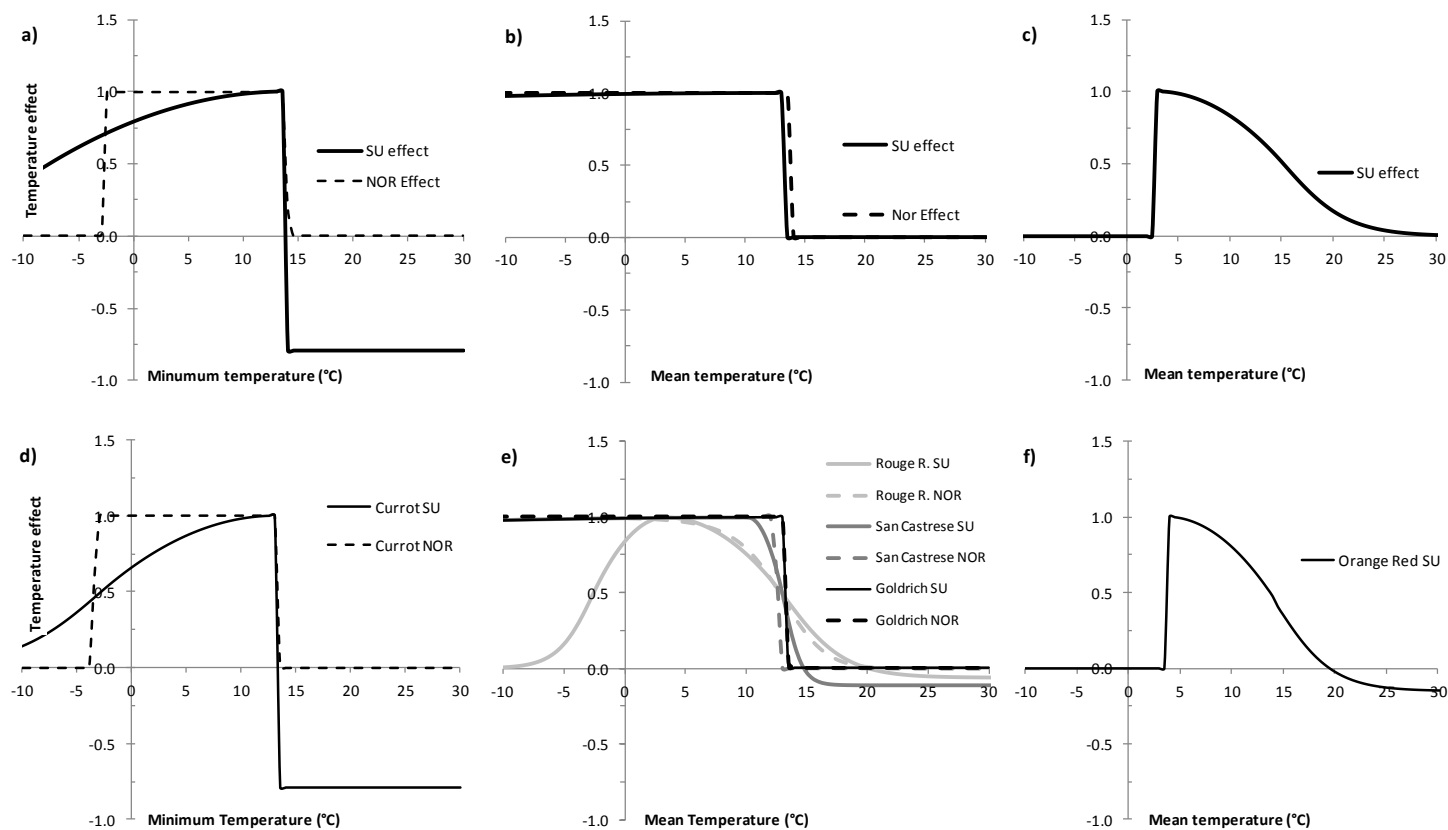 a)
1.5
1.0
0.5
0.0
-0.5
-1.0
-10 -5 0 5 10 15 20 25 30
Temperature effect
SU effect
NOR Effect
Minumum temperature (°C)
b)
1.5
1.0
0.5
0.0
-0.5
-1.0
-10 -5 0 5 10 15 20 25 30
SU effect
Nor Effect
Mean temperature (°C)
c)
1.5
1.0
0.5
0.0
-0.5
-1.0
-10 -5 0 5 10 15 20 25 30
SU effect
Mean temperature (°C)
d)
1.5
1.0
0.5
0.0
-0.5
-1.0
-10 -5 0 5 10 15 20 25 30
Temperature effect
Currot SU
Currot NOR
Minimum Temperature (°C)
e)
1.5
1.0
0.5
0.0
-0.5
-1.0
-10 -5 0 5 10 15 20 25 30
Rouge R. SU
Rouge R. NOR
San Castrese SU
San Castrese NOR
Goldrich SU
Goldrich NOR
Mean Temperature (°C)
f)
1.5
1.0
0.5
0.0
-0.5
-1.0
-10 -5 0 5 10 15 20 25 30
Orange Red SU
Mean temperature (°C)